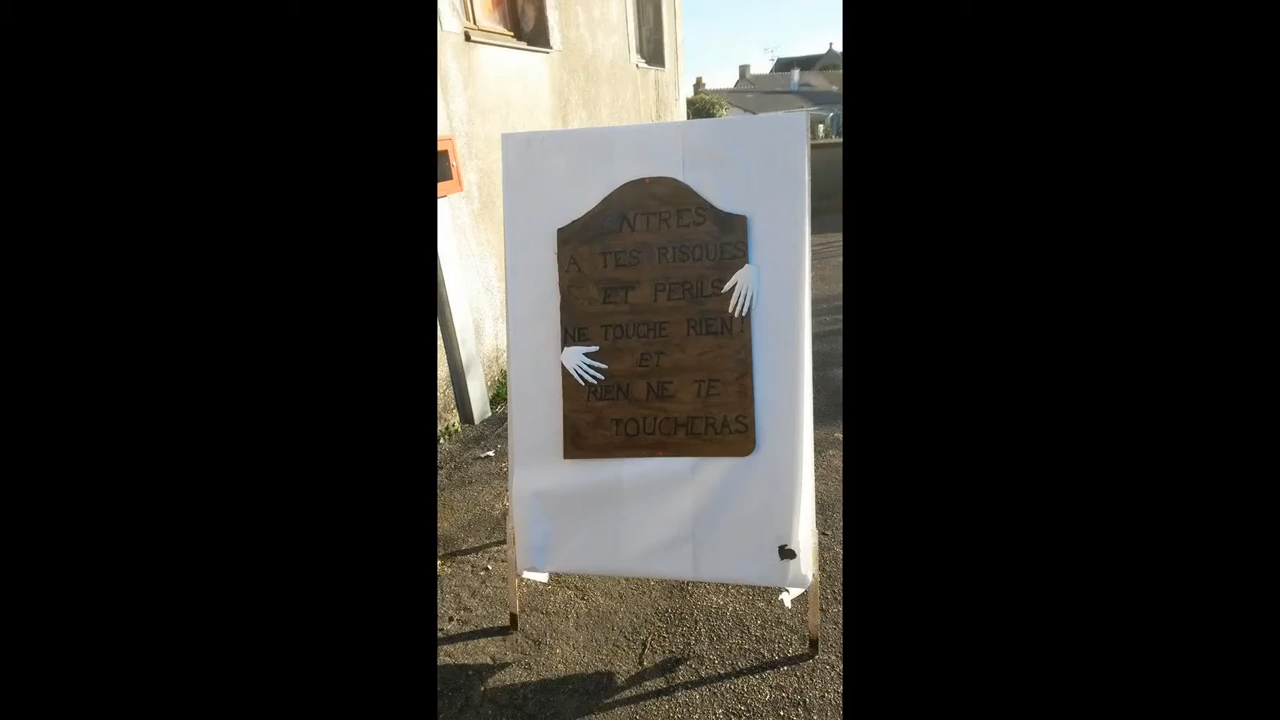 ENTRES
A TES RISQUES
ET PERILS
NE TOUCHE RIEN!
ET
RIEN NE TE
TOUCHERAS